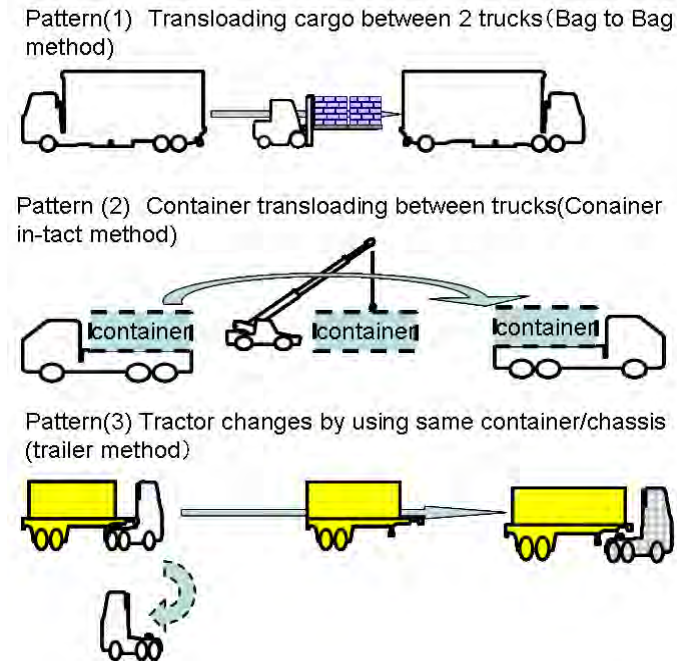 Pattern(1) Transloading cargo between 2 trucks(Bag to Bag
method)
Pattern (2) Container transloading between trucks(Conainer
in-tact method)
container
container
container
Pattern(3) Tractor changes by using same container/chassis
(trailer method)